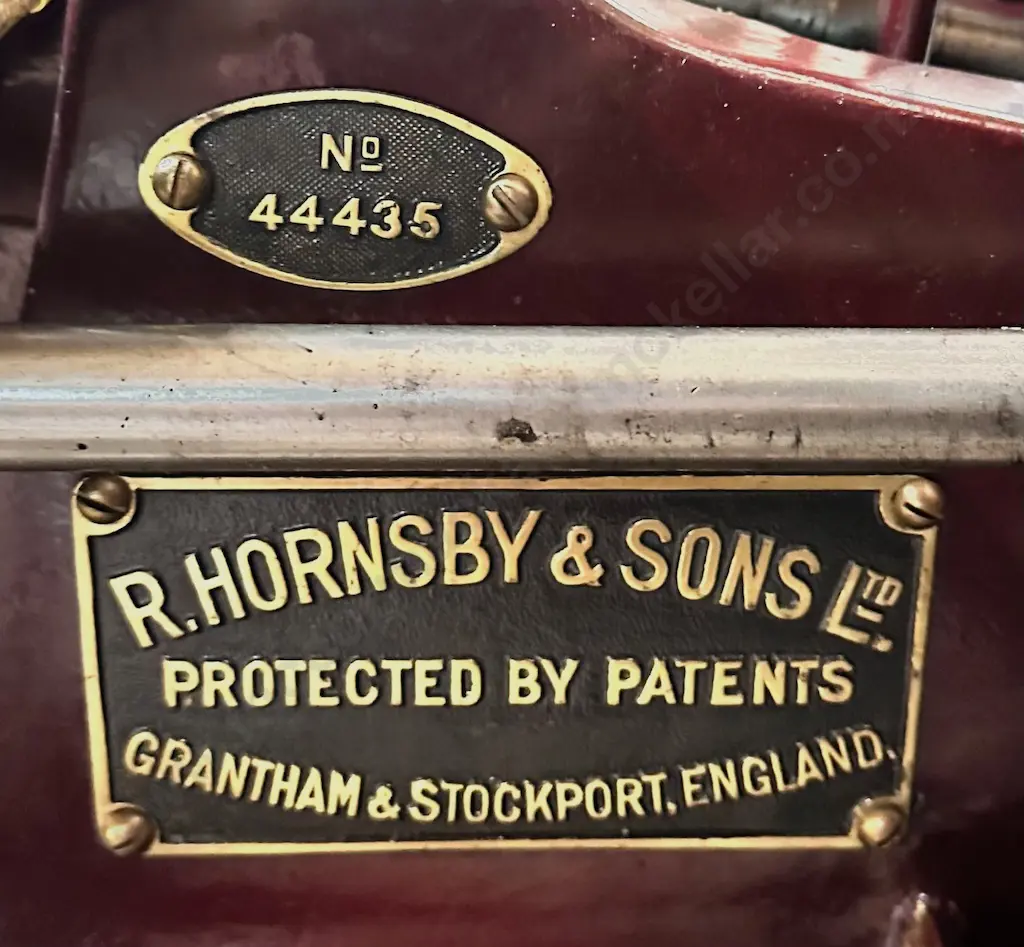 Nº
44435
R. HORNSBY & SONS LTD.
PROTECTED BY PATENTS
GRANTHAM & STOCKPORT, ENGLAND.